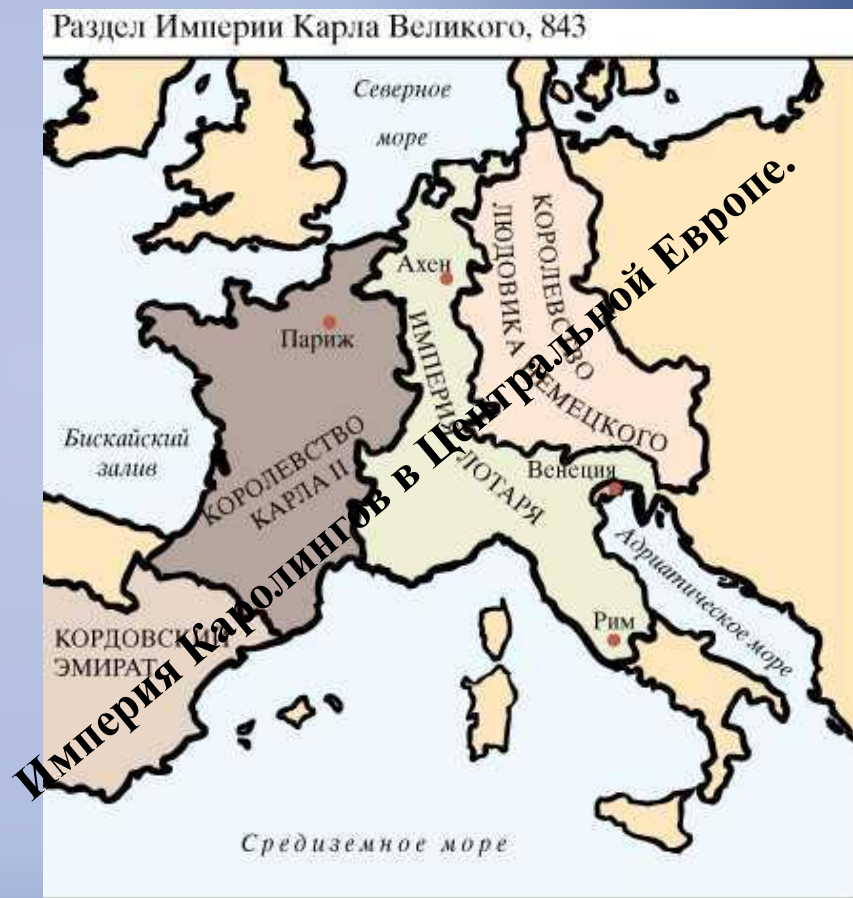 Раздел Империи Карла Великого, 843
Северное
море
Ахен
Париж
КОРОЛЕВСТВО
ЛЮДОВИКА НЕМЕЦКОГО
ИМПЕРИЯ ЛОТАРЯ
Бискайский
залив
КОРОЛЕВСТВО
КАРЛА II
Венеция
Адриатическое море
Рим
КОРДОВСКИЙ
ЭМИРАТ
Средиземное море
Империя Каролингов в Центральной Европе.